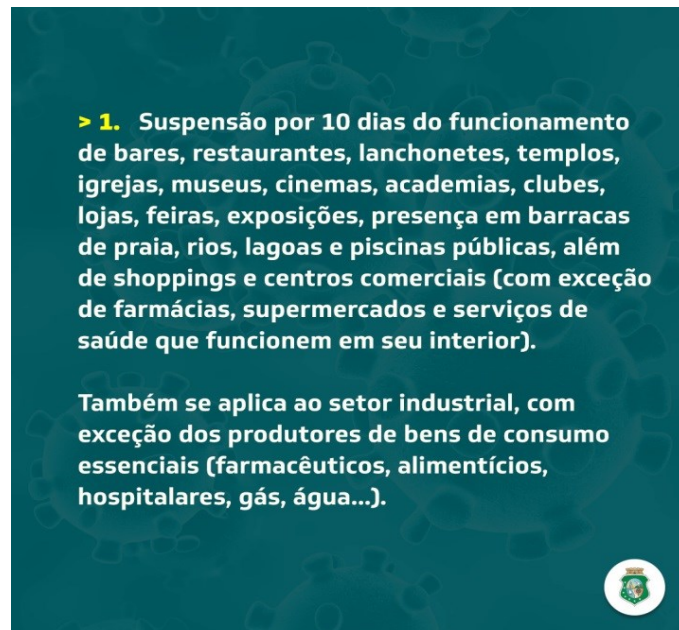 > 1. Suspensão por 10 dias do funcionamento
de bares, restaurantes, lanchonetes, templos,
igrejas, museus, cinemas, academias, clubes,
lojas, feiras, exposições, presença em barracas
de praia, rios, lagoas e piscinas públicas, além
de shoppings e centros comerciais (com exceção
de farmácias, supermercados e serviços de
saúde que funcionem em seu interior).
Também se aplica ao setor industrial, com
exceção dos produtores de bens de consumo
essenciais (farmacêuticos, alimentícios,
hospitalares, gás, água...).